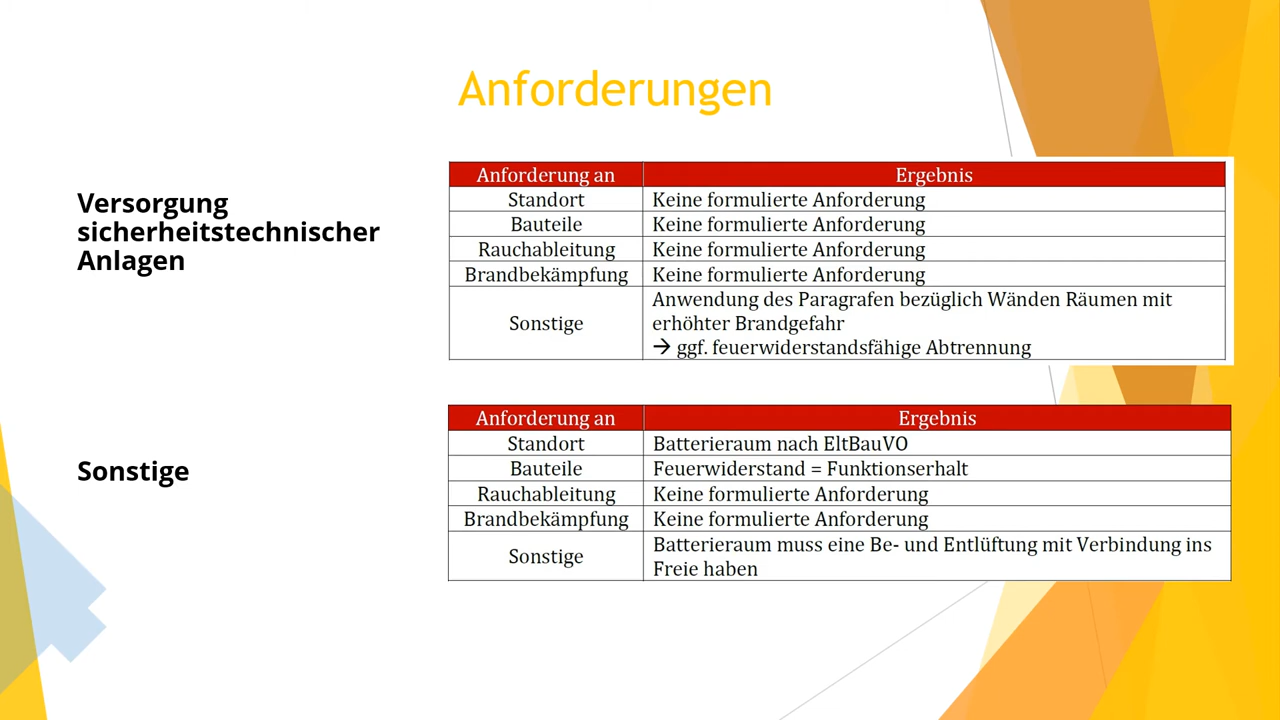 Anforderungen
Versorgung
sicherheitstechnischer
Anlagen
Anforderung an Ergebnis
Standort Keine formulierte Anforderung
Bauteile Keine formulierte Anforderung
Rauchableitung Keine formulierte Anforderung
Brandbekämpfung Keine formulierte Anforderung
Sonstige Anwendung des Paragrafen bezüglich Wänden Räumen mit
erhöhter Brandgefahr
→ ggf. feuerwiderstandsfähige Abtrennung
Sonstige
Anforderung an Ergebnis
Standort Batterieraum nach EltBauVO
Bauteile Feuerwiderstand = Funktionserhalt
Rauchableitung Keine formulierte Anforderung
Brandbekämpfung Keine formulierte Anforderung
Sonstige Batterieraum muss eine Be- und Entlüftung mit Verbindung ins
Freie haben